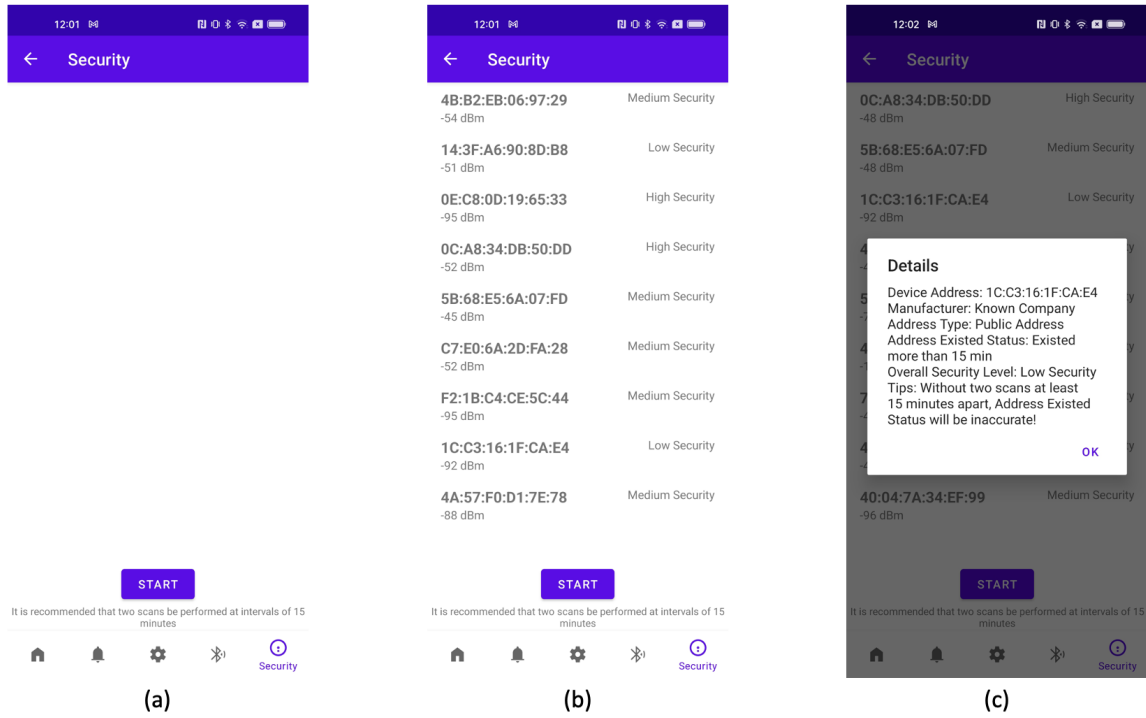 12:01
Security
START
It is recommended that two scans be performed at intervals of 15
minutes
Security
(a)
12:01
Security
4B:B2:EB:06:97:29 Medium Security
-54 dBm
14:3F:A6:90:8D:B8 Low Security
-51 dBm
0E:C8:0D:19:65:33 High Security
-95 dBm
0C:A8:34:DB:50:DD High Security
-52 dBm
5B:68:E5:6A:07:FD Medium Security
-45 dBm
C7:E0:6A:2D:FA:28 Medium Security
-52 dBm
F2:1B:C4:CE:5C:44 Medium Security
-95 dBm
1C:C3:16:1F:CA:E4 Low Security
-92 dBm
4A:57:F0:D1:7E:78 Medium Security
-88 dBm
START
It is recommended that two scans be performed at intervals of 15
minutes
Security
(b)
12:02
Security
0C:A8:34:DB:50:DD High Security
-48 dBm
5B:68:E5:6A:07:FD Medium Security
-48 dBm
1C:C3:16:1F:CA:E4 Low Security
-92 dBm
Details
Device Address: 1C:C3:16:1F:CA:E4
Manufacturer: Known Company
Address Type: Public Address
Address Existed Status: Existed
more than 15 min
Overall Security Level: Low Security
Tips: Without two scans at least
15 minutes apart, Address Existed
Status will be inaccurate!
OK
40:04:7A:34:EF:99 Medium Security
-96 dBm
START
It is recommended that two scans be performed at intervals of 15
minutes
Security
(c)